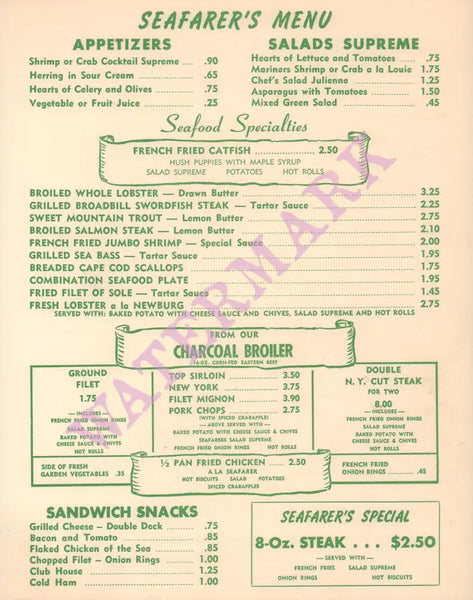 SEAFARER'S MENU
APPETIZERS
Shrimp or Crab Cocktail Supreme .... .90
Herring in Sour Cream ............ .65
Hearts of Celery and Olives ........ .75
Vegetable or Fruit Juice ............ .25
SALADS SUPREME
Hearts of Lettuce and Tomatoes .... .75
Mariners Shrimp or Crab a la Louie 1.75
Chef's Salad Julienne ............ 1.25
Asparagus with Tomatoes ........ 1.50
Mixed Green Salad ................ .45
Seafood Specialties
FRENCH FRIED CATFISH .................... 2.50
HUSH PUPPIES WITH MAPLE SYRUP
SALAD SUPREME POTATOES HOT ROLLS
BROILED WHOLE LOBSTER — Drawn Butter ........ 3.25
GRILLED BROADBILL SWORDFISH STEAK — Tartar Sauce ........ 2.25
SWEET MOUNTAIN TROUT — Lemon Butter ........ 2.75
BROILED SALMON STEAK — Lemon Butter ........ 2.10
FRENCH FRIED JUMBO SHRIMP — Special Sauce ........ 2.00
GRILLED SEA BASS — Tartar Sauce ........ 1.95
BREADED CAPE COD SCALLOPS ........ 1.75
COMBINATION SEAFOOD PLATE ........ 1.95
FRIED FILET OF SOLE — Tartar Sauce ........ 1.45
FRESH LOBSTER a la NEWBURG ........ 2.75
SERVED WITH: BAKED POTATO WITH CHEESE SAUCE AND CHIVES, SALAD SUPREME AND HOT ROLLS
FROM OUR
CHARCOAL BROILER
16-OZ. CORN-FED EASTERN BEEF
GROUND
FILET
1.75
— INCLUDES —
FRENCH FRIED ONION RINGS
SALAD SUPREME
BAKED POTATO WITH
CHEESE SAUCE & CHIVES
HOT ROLLS
SIDE OF FRESH
GARDEN VEGETABLES .35
TOP SIRLOIN ............ 3.50
NEW YORK ............ 3.75
FILET MIGNON ........ 3.90
PORK CHOPS ............ 2.75
(WITH SPICED CRABAPPLE)
— ABOVE SERVED WITH —
BAKED POTATO WITH CHEESE SAUCE & CHIVES
SEAFARERS SALAD SUPREME
FRENCH FRIED ONION RINGS HOT ROLLS
DOUBLE
N. Y. CUT STEAK
FOR TWO
8.00
— INCLUDES —
FRENCH FRIED ONION RINGS
SALAD SUPREME
BAKED POTATO WITH
CHEESE SAUCE & CHIVES
HOT ROLLS
FRENCH FRIED
ONION RINGS .... .45
½ PAN FRIED CHICKEN ........ 2.50
A LA SEAFARER
HOT BISCUITS SALAD POTATOES
SPICED CRABAPPLES
SANDWICH SNACKS
Grilled Cheese – Double Deck .... .75
Bacon and Tomato ............ .85
Flaked Chicken of the Sea ........ .85
Chopped Filet – Onion Rings .... 1.00
Club House ................ 1.25
Cold Ham ................ 1.00
SEAFARER'S SPECIAL
8-Oz. STEAK . . . $2.50
— SERVED WITH —
FRENCH FRIES SALAD SUPREME
ONION RINGS HOT BISCUITS
WATERMARK